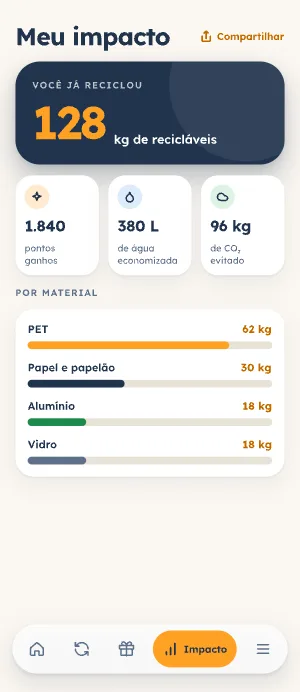 Meu impacto
Compartilhar
VOCÊ JÁ RECICLOU
128 kg de recicláveis
1.840
pontos
ganhos
380 L
de água
economizada
96 kg
de CO₂
evitado
POR MATERIAL
PET 62 kg
Papel e papelão 30 kg
Alumínio 18 kg
Vidro 18 kg
Impacto